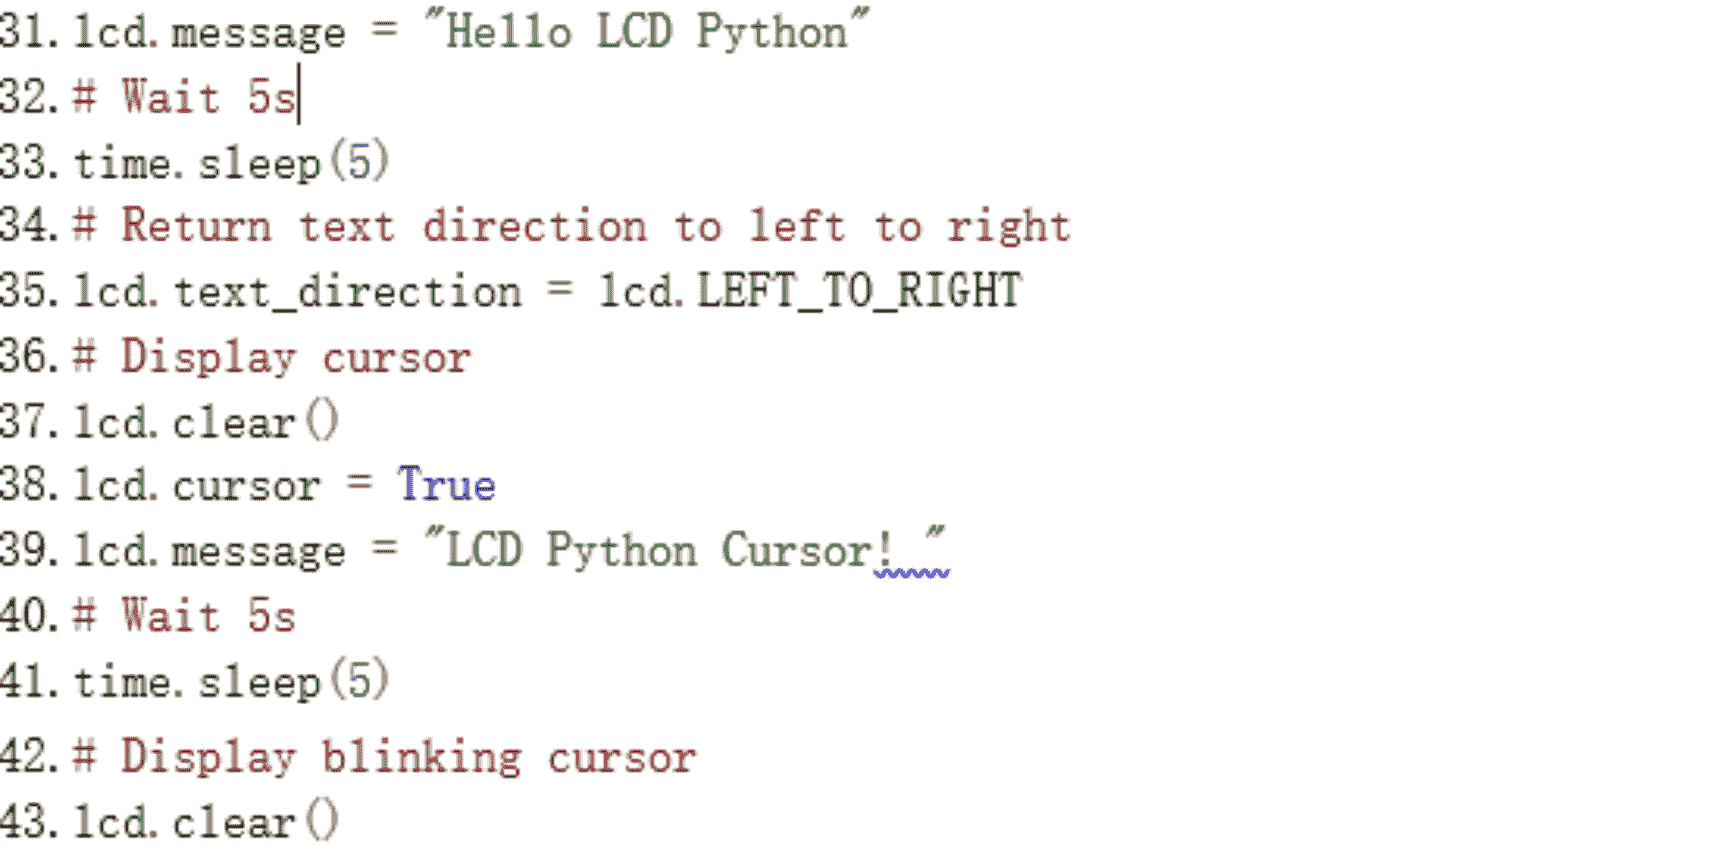 31. lcd.message = "Hello LCD Python"
32. # Wait 5s
33. time.sleep(5)
34. # Return text direction to left to right
35. lcd.text_direction = lcd.LEFT_TO_RIGHT
36. # Display cursor
37. lcd.clear()
38. lcd.cursor = True
39. lcd.message = "LCD Python Cursor! "
40. # Wait 5s
41. time.sleep(5)
42. # Display blinking cursor
43. lcd.clear()